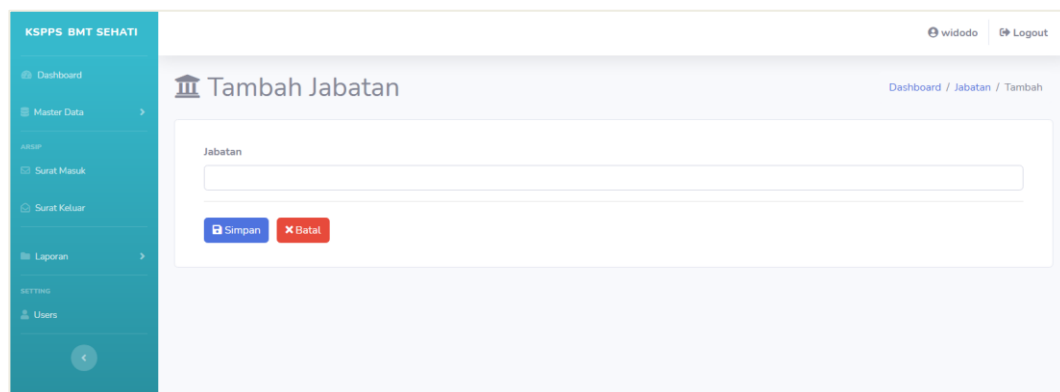 KSPPS BMT SEHATI
Dashboard
Master Data
ARSIP
Surat Masuk
Surat Keluar
Laporan
SETTING
Users
widodo
Logout
Tambah Jabatan
Dashboard / Jabatan / Tambah
Jabatan
Simpan
Batal